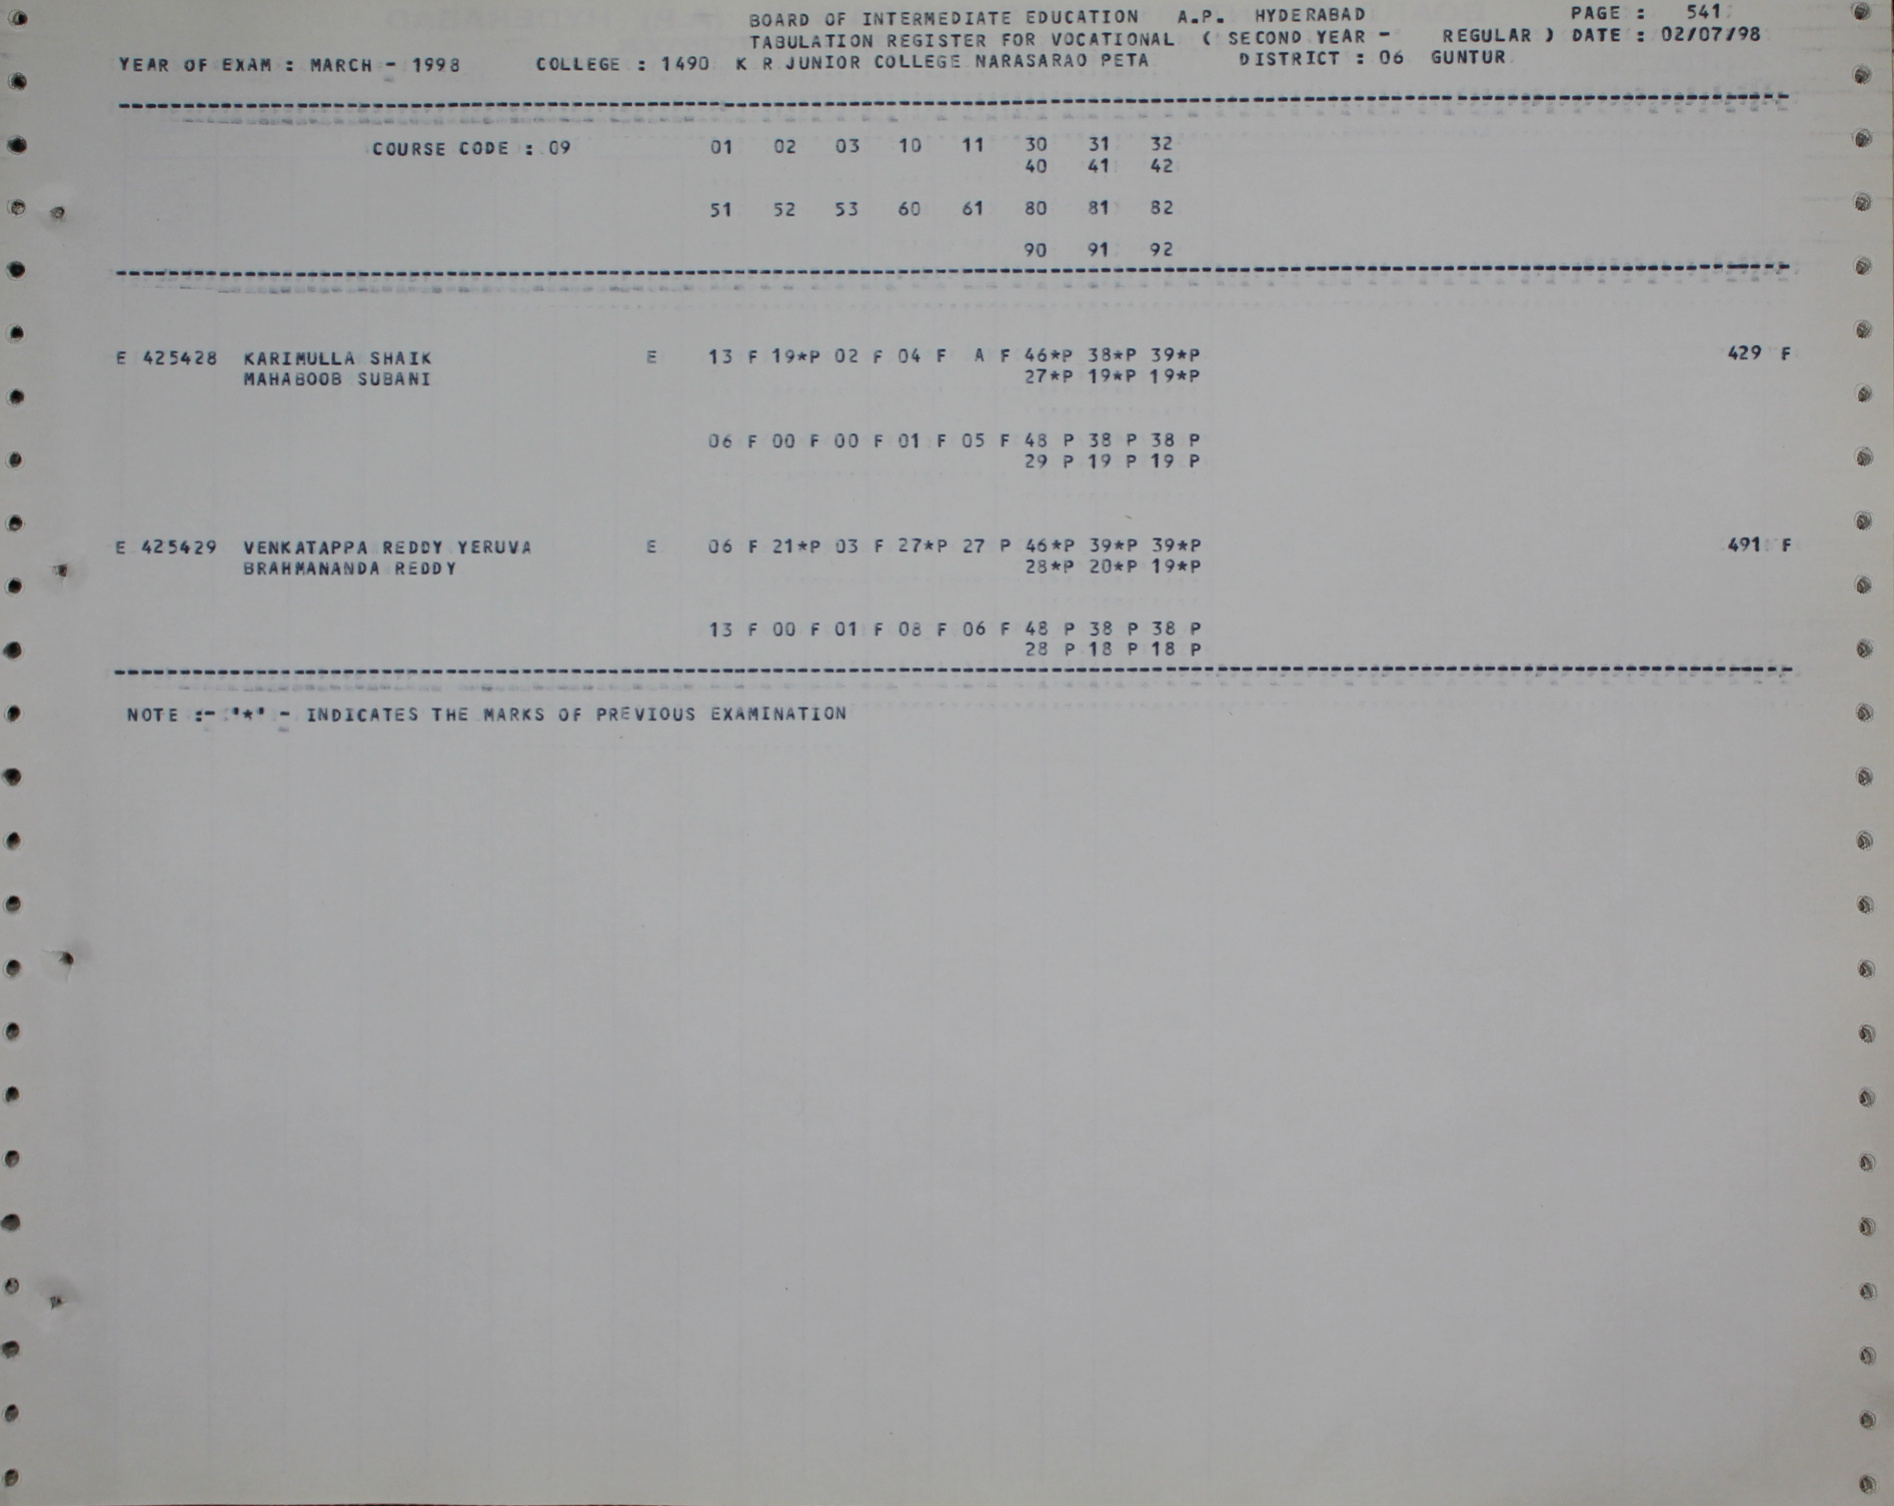 BOARD OF INTERMEDIATE EDUCATION A.P. HYDERABAD PAGE : 541
TABULATION REGISTER FOR VOCATIONAL ( SECOND YEAR - REGULAR ) DATE : 02/07/98
YEAR OF EXAM : MARCH - 1998 COLLEGE : 1490 K R JUNIOR COLLEGE NARASARAO PETA DISTRICT : 06 GUNTUR
COURSE CODE : 09 01 02 03 10 11 30 31 32
40 41 42
51 52 53 60 61 80 81 82
90 91 92
E 425428 KARIMULLA SHAIK E 13 F 19*P 02 F 04 F A F 46*P 38*P 39*P 429 F
MAHABOOB SUBANI 27*P 19*P 19*P
06 F 00 F 00 F 01 F 05 F 48 P 38 P 38 P
29 P 19 P 19 P
E 425429 VENKATAPPA REDDY YERUVA E 06 F 21*P 03 F 27*P 27 P 46*P 39*P 39*P 491 F
BRAHMANANDA REDDY 28*P 20*P 19*P
13 F 00 F 01 F 08 F 06 F 48 P 38 P 38 P
28 P 18 P 18 P
NOTE :- "*" - INDICATES THE MARKS OF PREVIOUS EXAMINATION